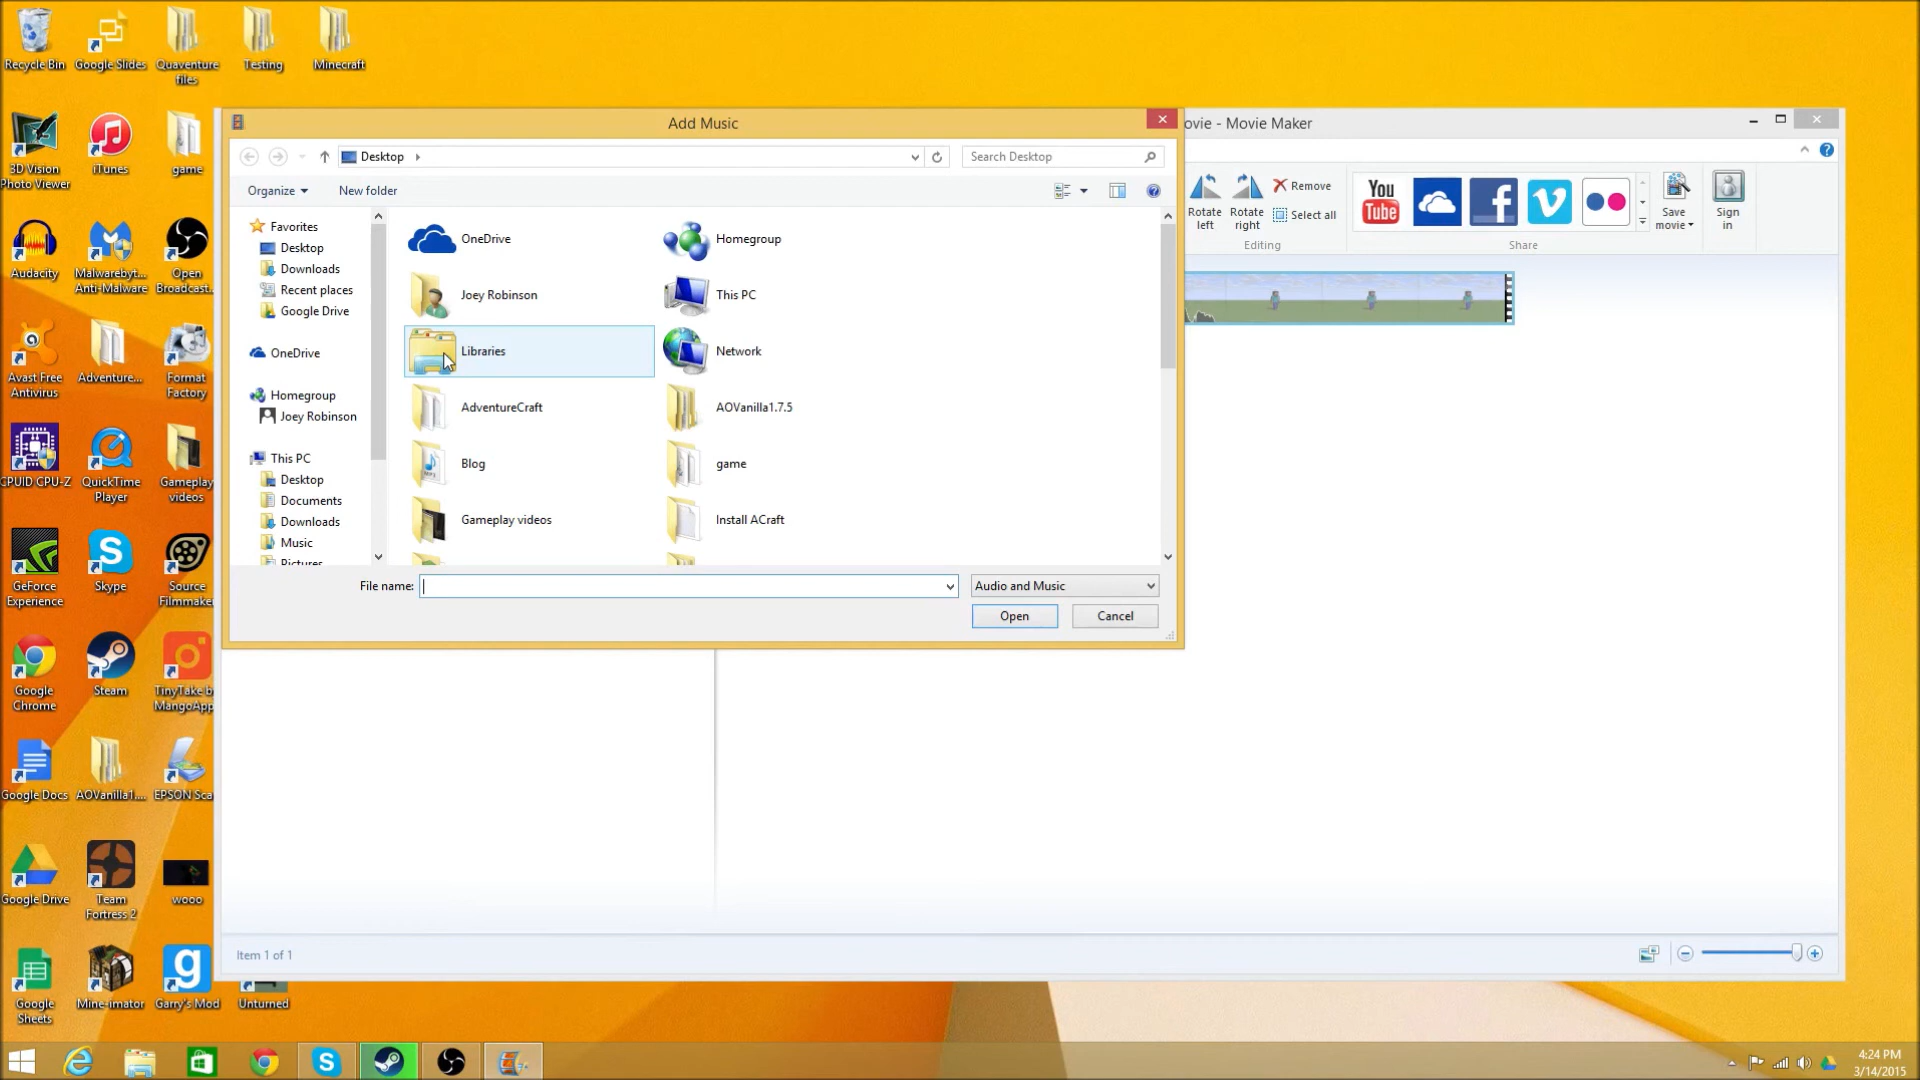 Recycle Bin
Google Slides
Quaventure
files
Testing
Minecraft
3D Vision
Photo Viewer
iTunes
game
Audacity
Malwarebyt...
Anti-Malware
Open
Broadcast...
Avast Free
Antivirus
Adventure...
Format
Factory
CPUID CPU-Z
QuickTime
Player
Gameplay
videos
GeForce
Experience
Skype
Source
Filmmaker
Google
Chrome
Steam
TinyTake b
MangoApp
Google Docs
AOVanilla1....
EPSON Sca
Google Drive
Team
Fortress 2
wooo
Google
Sheets
Mine-imator
Garry's Mod
Unturned
Add Music
ovie - Movie Maker
Desktop
Search Desktop
Organize
New folder
Favorites
Desktop
Downloads
Recent places
Google Drive
OneDrive
Homegroup
Joey Robinson
This PC
Desktop
Documents
Downloads
Music
Pictures
OneDrive
Homegroup
Joey Robinson
This PC
Libraries
Network
AdventureCraft
AOVanilla1.7.5
Blog
game
Gameplay videos
Install ACraft
File name:
Audio and Music
Open
Cancel
Rotate
left
Rotate
right
Remove
Select all
Editing
You
Tube
Share
Save
movie
Sign
in
Item 1 of 1
4:24 PM
3/14/2015